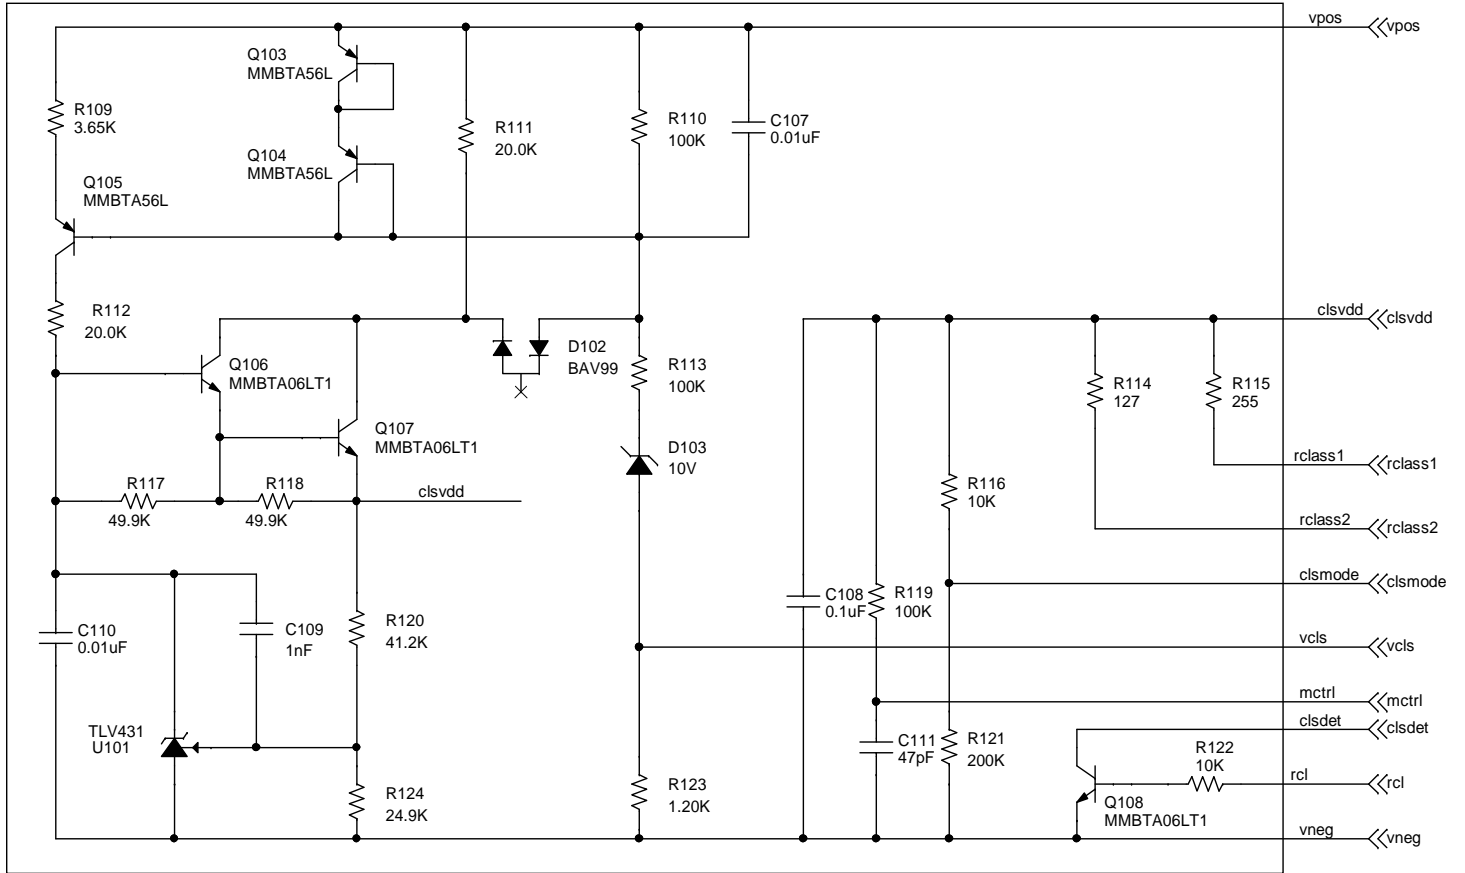 vpos
vpos
Q103
MMBTA56L
R109
3.65K
R111
20.0K
R110
100K
C107
0.01uF
Q104
MMBTA56L
Q105
MMBTA56L
R112
20.0K
clsvdd
clsvdd
Q106
MMBTA06LT1
D102
BAV99
R113
100K
R114
127
R115
255
Q107
MMBTA06LT1
D103
10V
rclass1
rclass1
R117
49.9K
R118
49.9K
clsvdd
R116
10K
rclass2
rclass2
clsmode
clsmode
C108
0.1uF
R119
100K
C110
0.01uF
C109
1nF
R120
41.2K
vcls
vcls
mctrl
mctrl
TLV431
U101
clsdet
clsdet
C111
47pF
R121
200K
R122
10K
rcl
rcl
R124
24.9K
R123
1.20K
Q108
MMBTA06LT1
vneg
vneg